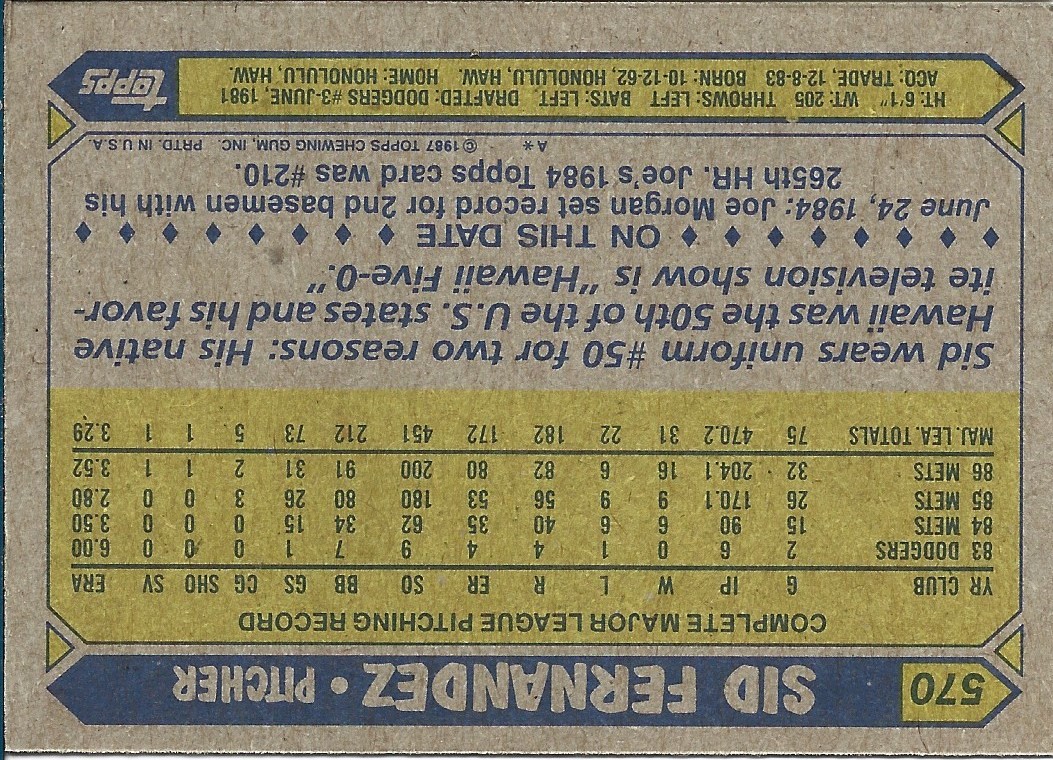 570 SID FERNANDEZ • PITCHER
COMPLETE MAJOR LEAGUE PITCHING RECORD
YR CLUB G IP W L R ER SO BB GS CG SHO SV ERA
83 DODGERS 2 6 0 1 4 4 9 7 1 0 0 0 6.00
84 METS 15 90 6 6 40 35 62 34 15 0 0 0 3.50
85 METS 26 170.1 9 9 56 53 180 80 26 3 0 0 2.80
86 METS 32 204.1 16 6 82 80 200 91 31 2 1 1 3.52
MAJ. LEA. TOTALS 75 470.2 31 22 182 172 451 212 73 5 1 1 3.29
Sid wears uniform #50 for two reasons: His native
Hawaii was the 50th of the U.S. states and his favor-
ite television show is “Hawaii Five-0.”
♦ ♦ ♦ ♦ ♦ ♦ ♦ ♦ ON THIS DATE ♦ ♦ ♦ ♦ ♦ ♦ ♦ ♦
June 24, 1984: Joe Morgan set record for 2nd basemen with his
265th HR. Joe's 1984 Topps card was #210.
A* © 1987 TOPPS CHEWING GUM, INC. PRTD. IN U.S.A.
HT: 6'1" WT: 205 THROWS: LEFT BATS: LEFT DRAFTED: DODGERS #3-JUNE, 1981
ACQ: TRADE, 12-8-83 BORN: 10-12-62, HONOLULU, HAW. HOME: HONOLULU, HAW.
topps